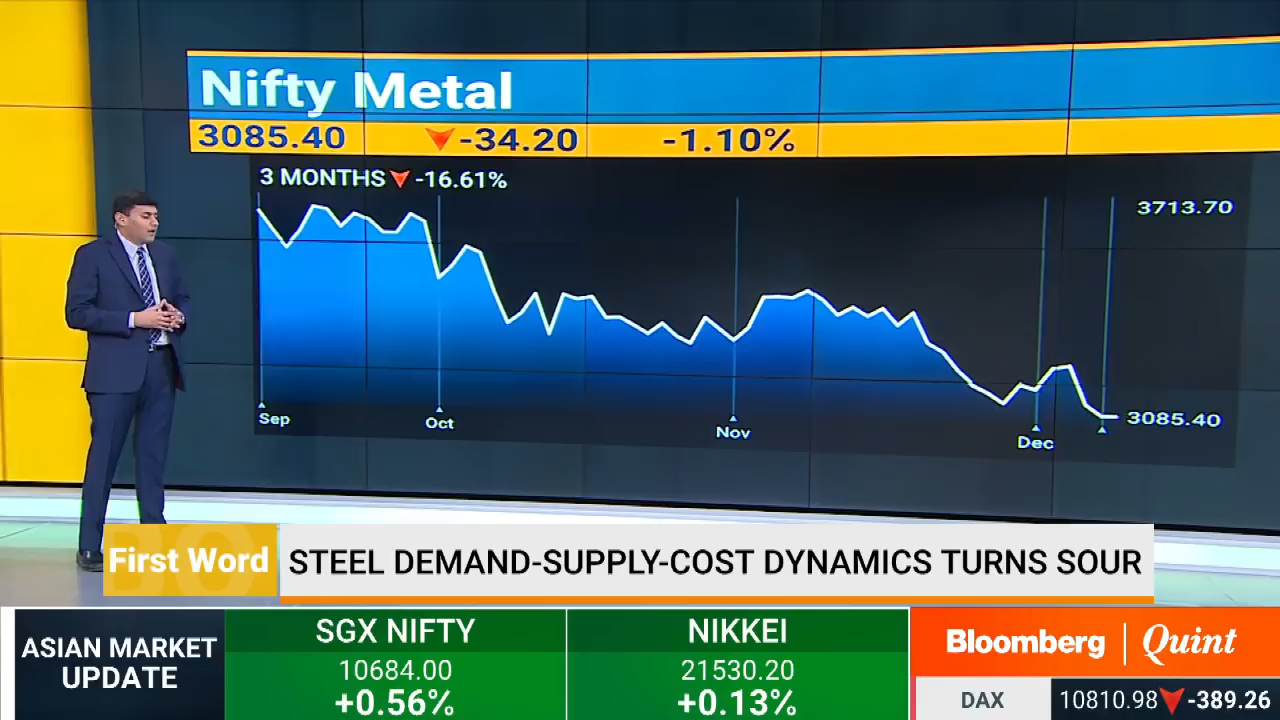 Nifty Metal
3085.40 ▼ -34.20 -1.10%
3 MONTHS ▼ -16.61%
3713.70
3085.40
Sep Oct Nov Dec
First Word
STEEL DEMAND-SUPPLY-COST DYNAMICS TURNS SOUR
ASIAN MARKET
UPDATE
SGX NIFTY
10684.00
+0.56%
NIKKEI
21530.20
+0.13%
Bloomberg | Quint
DAX 10810.98 ▼ -389.26